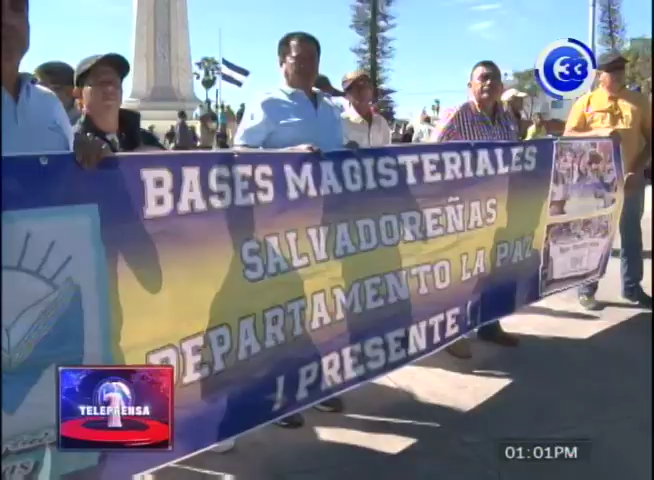 33
BASES MAGISTERIALES
SALVADOREÑAS
DEPARTAMENTO LA PAZ
¡ PRESENTE !
TELEPRENSA
01:01PM